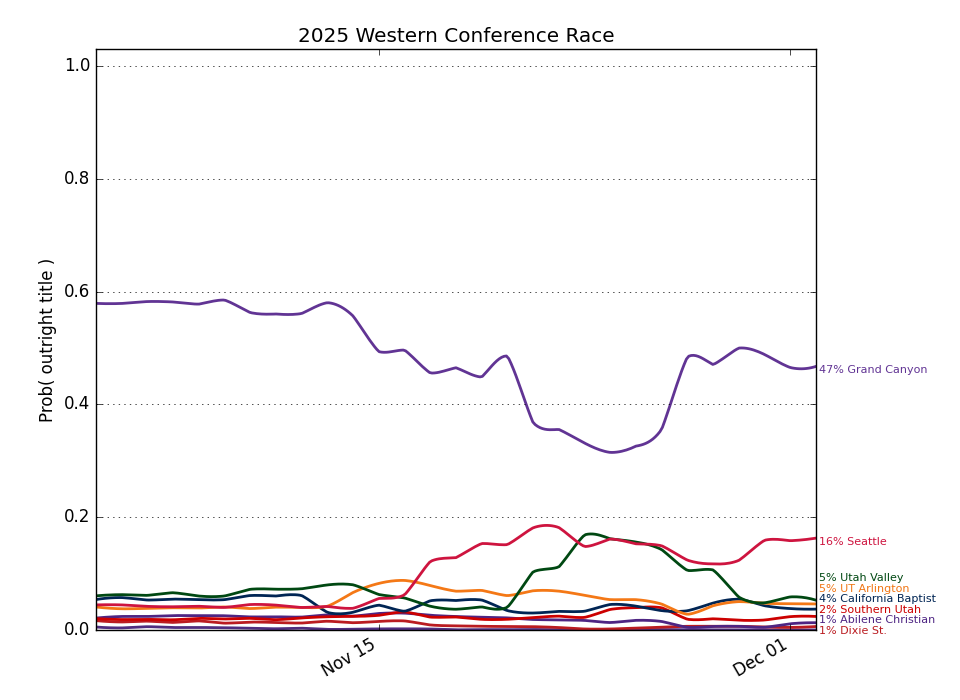 2025 Western Conference Race
Prob( outright title )
1.0
0.8
0.6
0.4
0.2
0.0
Nov 15
Dec 01
47% Grand Canyon
16% Seattle
5% Utah Valley
5% UT Arlington
4% California Baptist
2% Southern Utah
1% Abilene Christian
1% Dixie St.